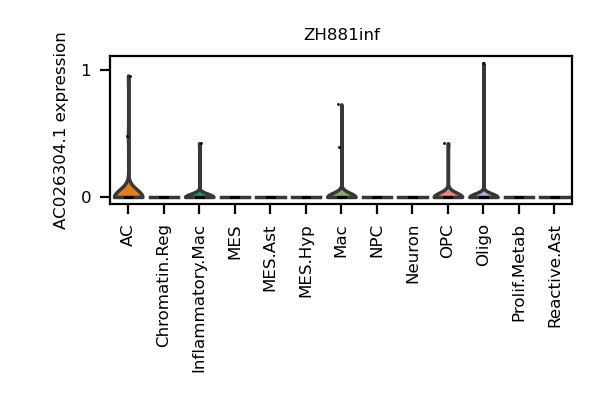 ZH881inf
AC026304.1 expression
1
0
AC
Chromatin.Reg
Inflammatory.Mac
MES
MES.Ast
MES.Hyp
Mac
NPC
Neuron
OPC
Oligo
Prolif.Metab
Reactive.Ast